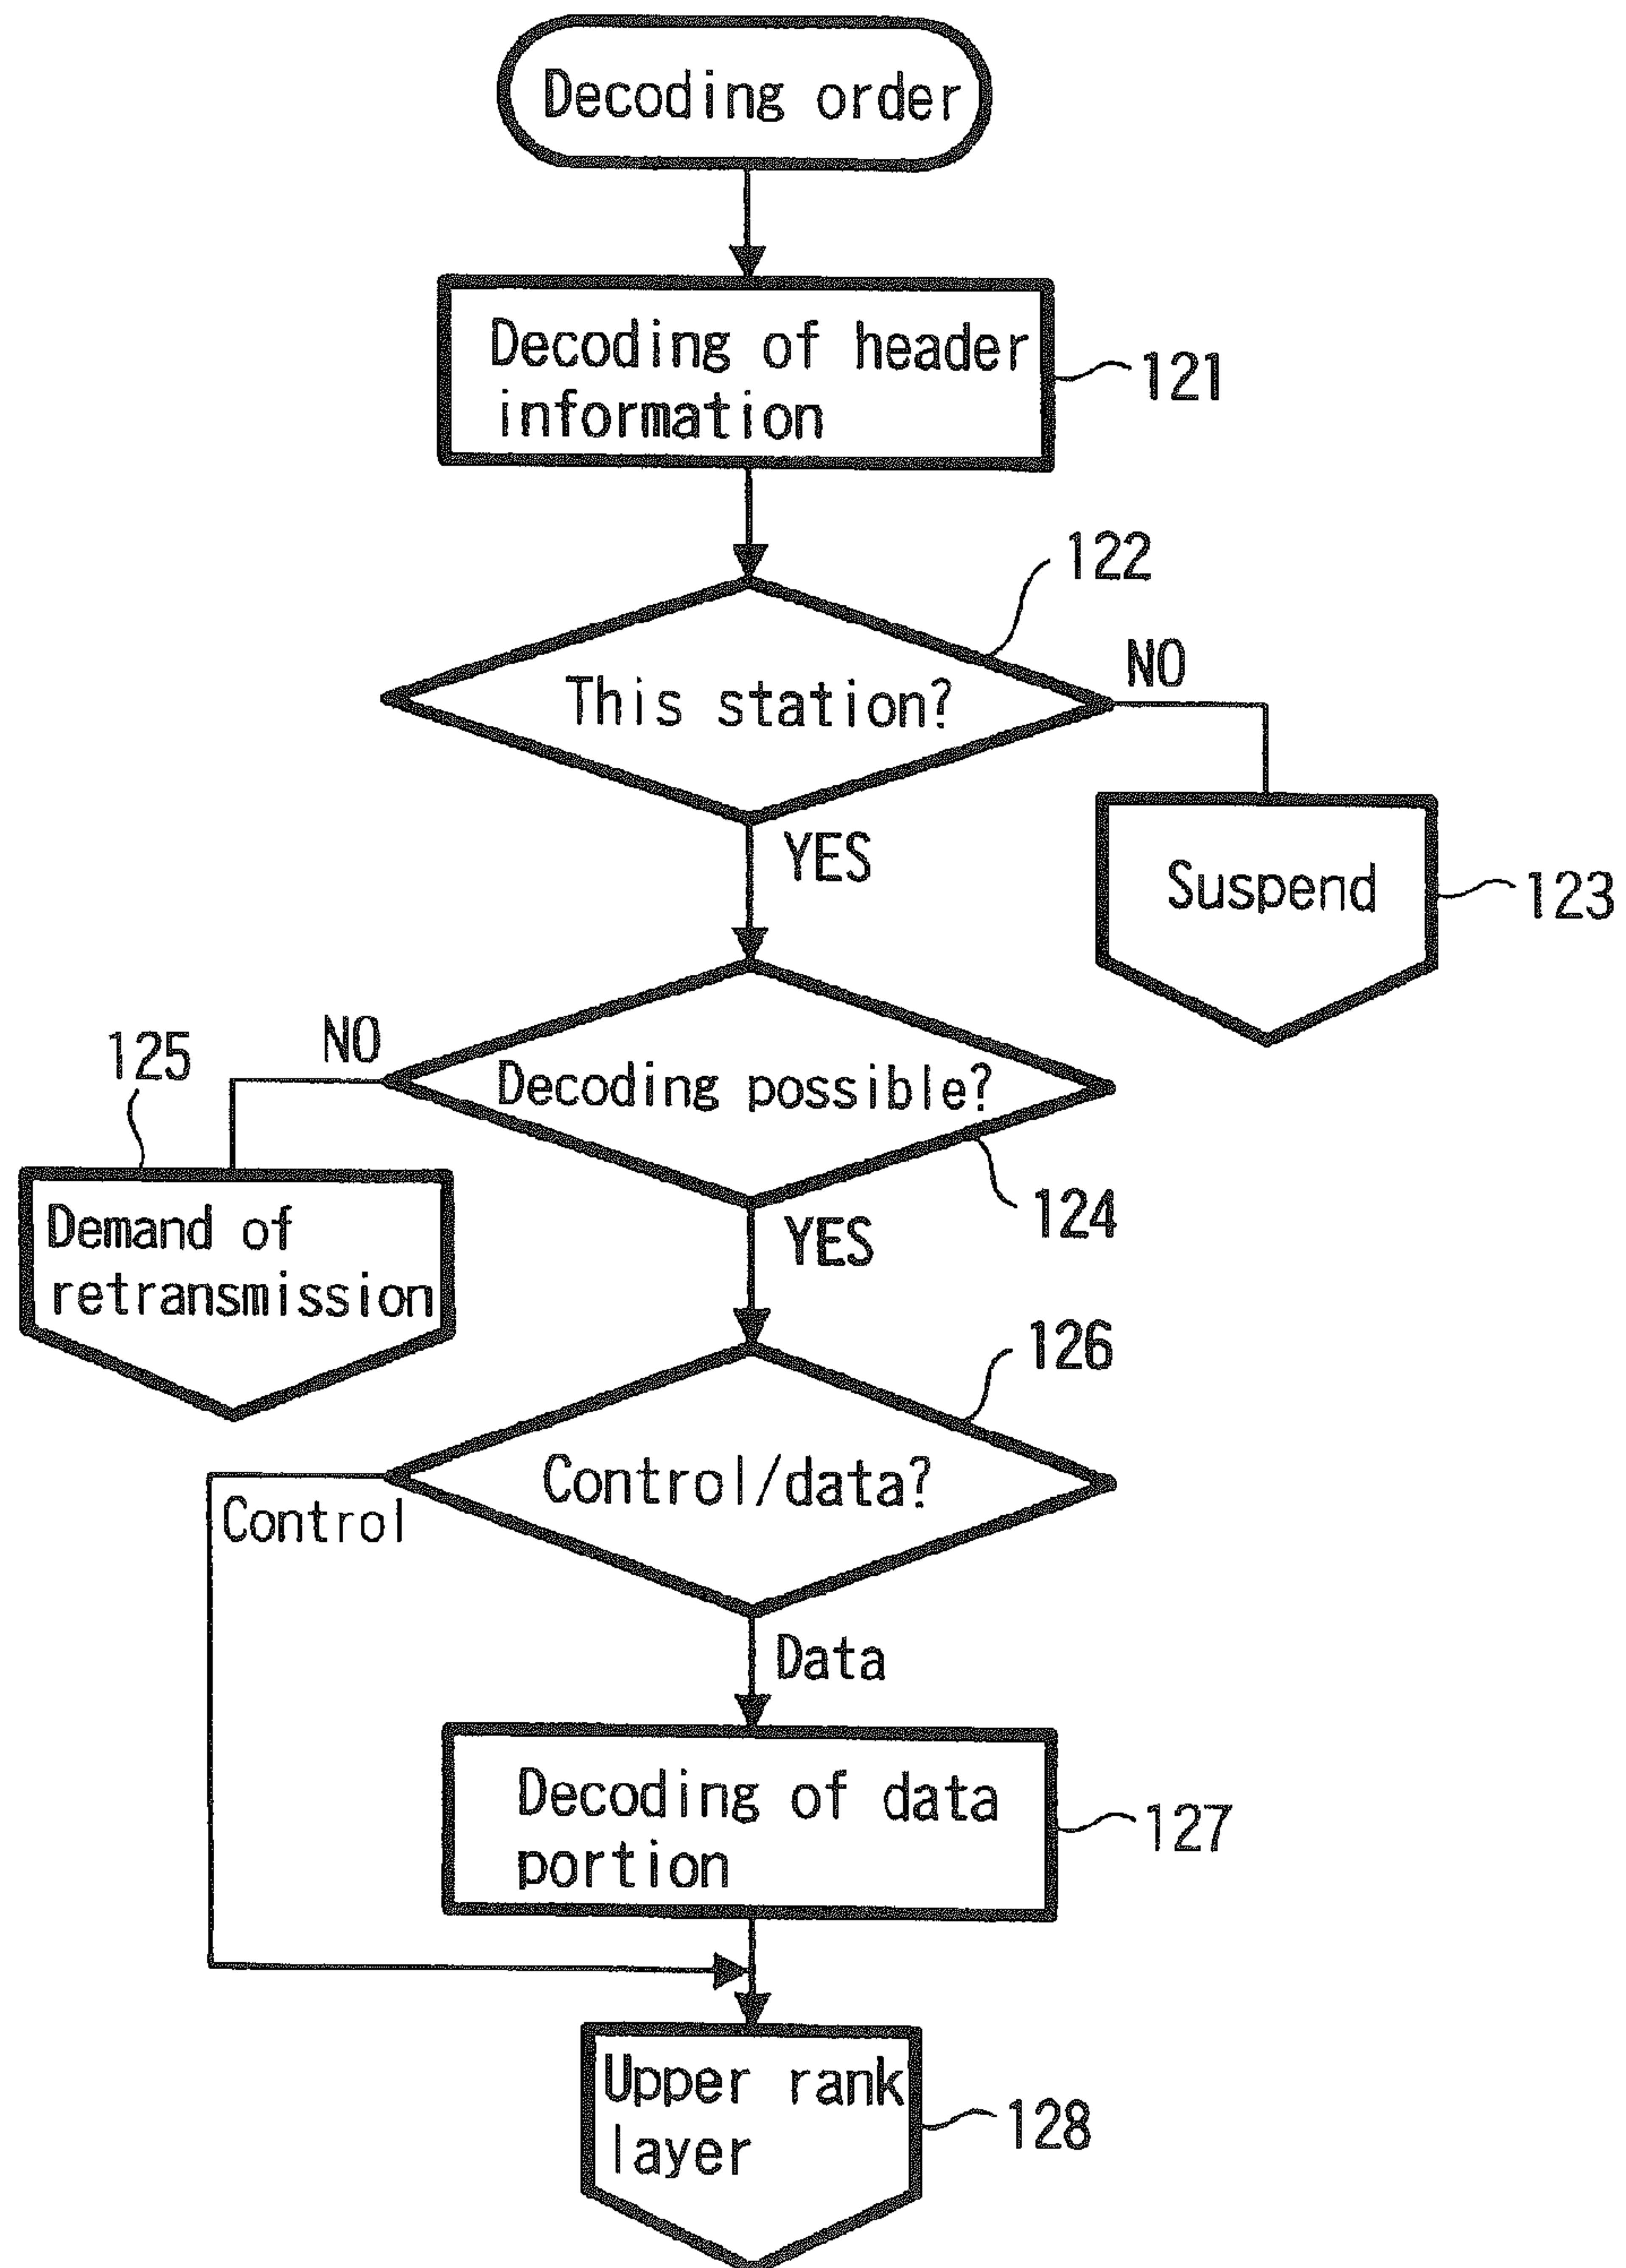 Decoding order
Decoding of header
information
121
122
This station?
NO
YES
Suspend
123
125
NO
Decoding possible?
124
Demand of
retransmission
YES
126
Control/data?
Control
Data
Decoding of data
portion
127
Upper rank
layer
128